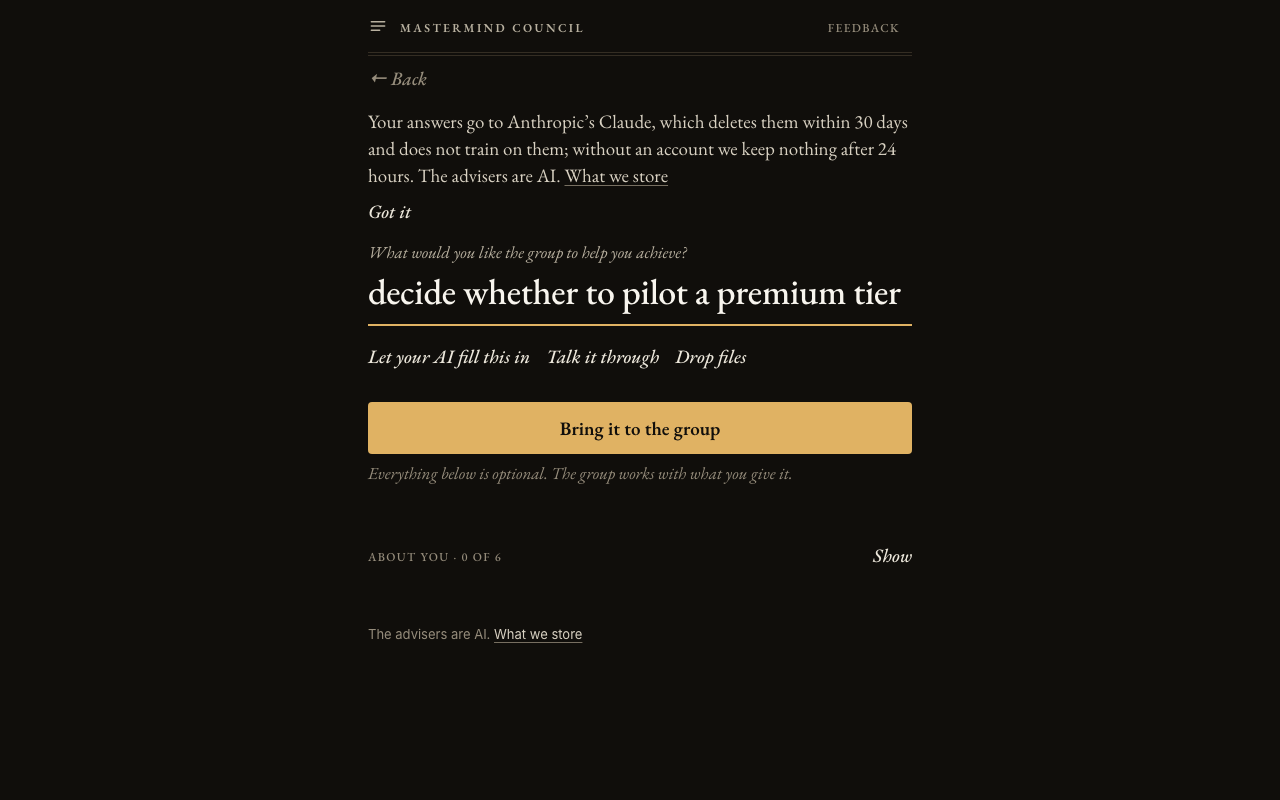 MASTERMIND COUNCIL
FEEDBACK
← Back
Your answers go to Anthropic’s Claude, which deletes them within 30 days
and does not train on them; without an account we keep nothing after 24
hours. The advisers are AI. What we store
Got it
What would you like the group to help you achieve?
decide whether to pilot a premium tier
Let your AI fill this in Talk it through Drop files
Bring it to the group
Everything below is optional. The group works with what you give it.
ABOUT YOU · 0 OF 6
Show
The advisers are AI. What we store